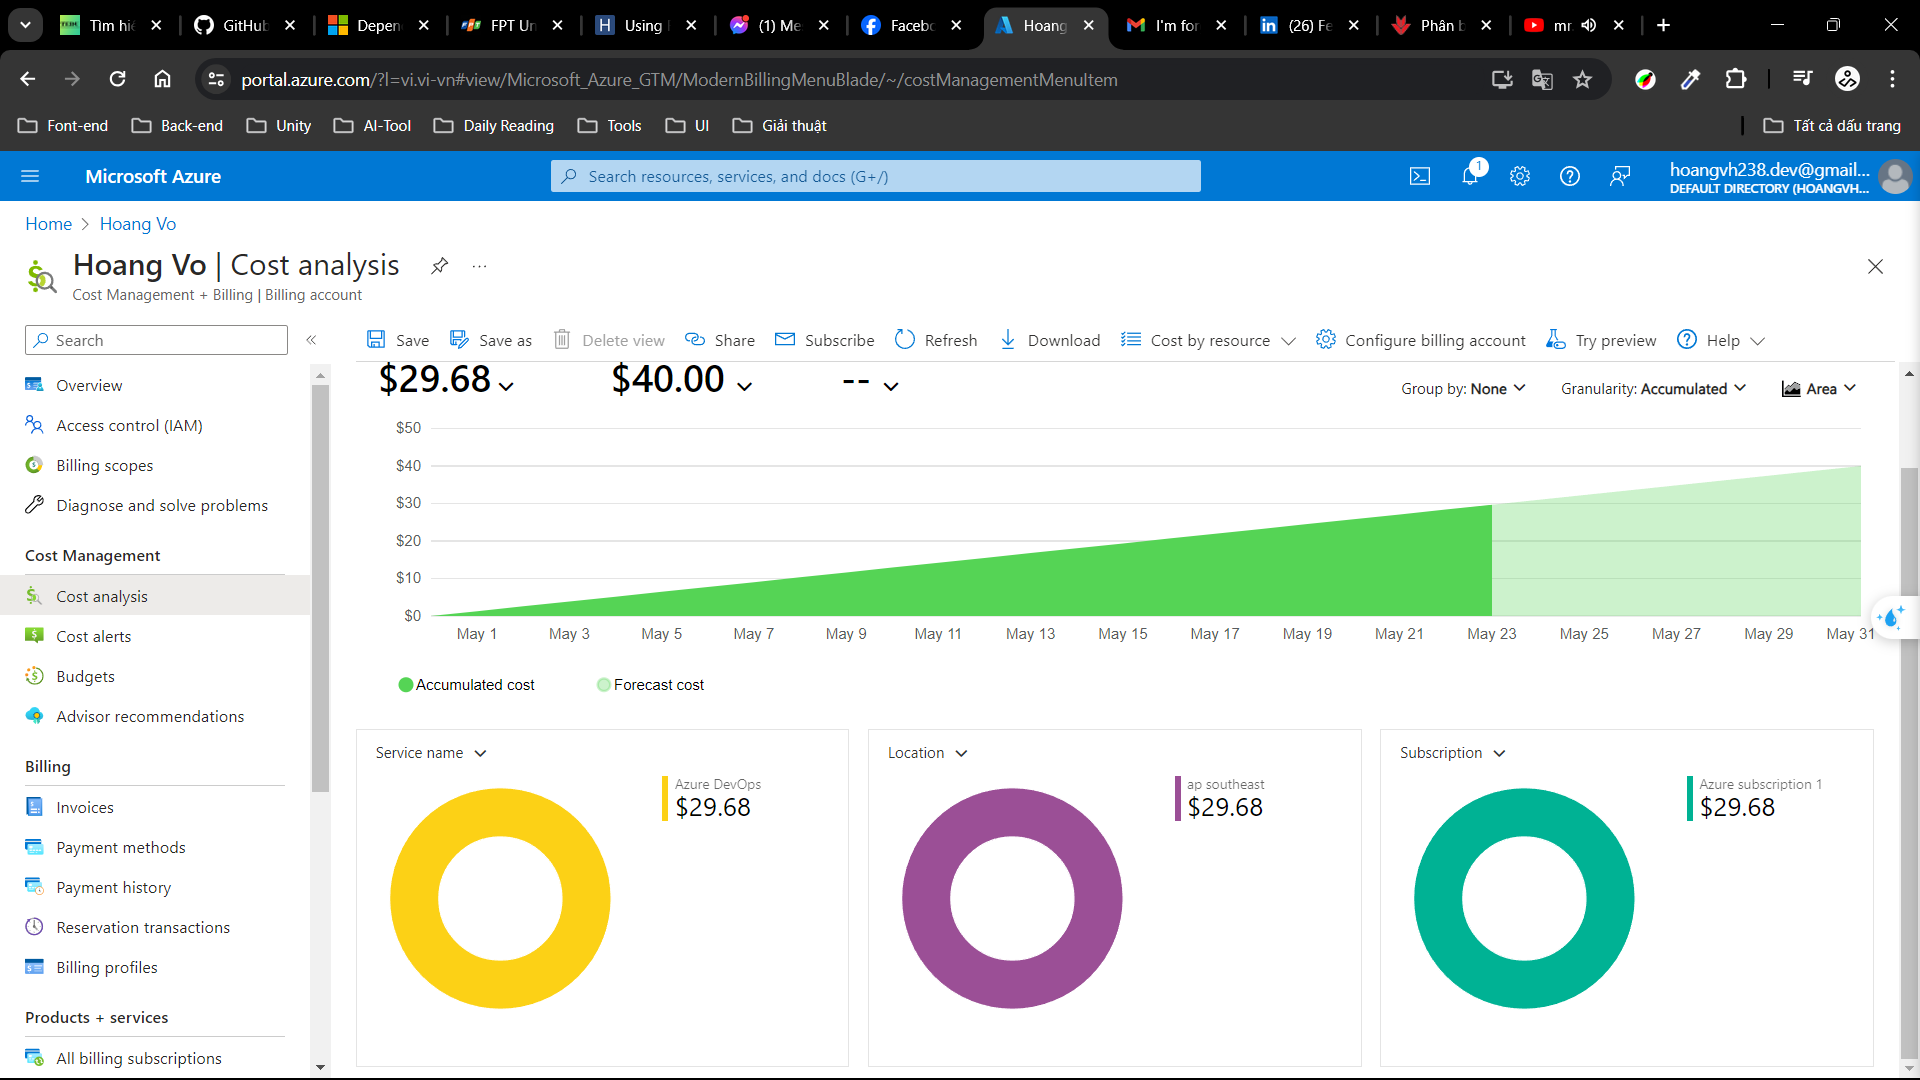 Tìm hiể
GitHub
Depen
FPT Un
Using
(1) Me
Facebo
Hoang
I'm for
(26) Fe
Phân b
mr.
portal.azure.com/?l=vi.vi-vn#view/Microsoft_Azure_GTM/ModernBillingMenuBlade/~/costManagementMenuItem
Font-end
Back-end
Unity
AI-Tool
Daily Reading
Tools
UI
Giải thuật
Tất cả dấu trang
Microsoft Azure
Search resources, services, and docs (G+/)
1
hoangvh238.dev@gmail...
DEFAULT DIRECTORY (HOANGVH...
Home > Hoang Vo
Hoang Vo | Cost analysis
Cost Management + Billing | Billing account
Search
Save
Save as
Delete view
Share
Subscribe
Refresh
Download
Cost by resource
Configure billing account
Try preview
Help
Overview
Access control (IAM)
Billing scopes
Diagnose and solve problems
Cost Management
Cost analysis
Cost alerts
Budgets
Advisor recommendations
Billing
Invoices
Payment methods
Payment history
Reservation transactions
Billing profiles
Products + services
All billing subscriptions
$29.68
$40.00
--
Group by: None
Granularity: Accumulated
Area
$50
$40
$30
$20
$10
$0
May 1 May 3 May 5 May 7 May 9 May 11 May 13 May 15 May 17 May 19 May 21 May 23 May 25 May 27 May 29 May 31
Accumulated cost
Forecast cost
Service name
Azure DevOps
$29.68
Location
ap southeast
$29.68
Subscription
Azure subscription 1
$29.68